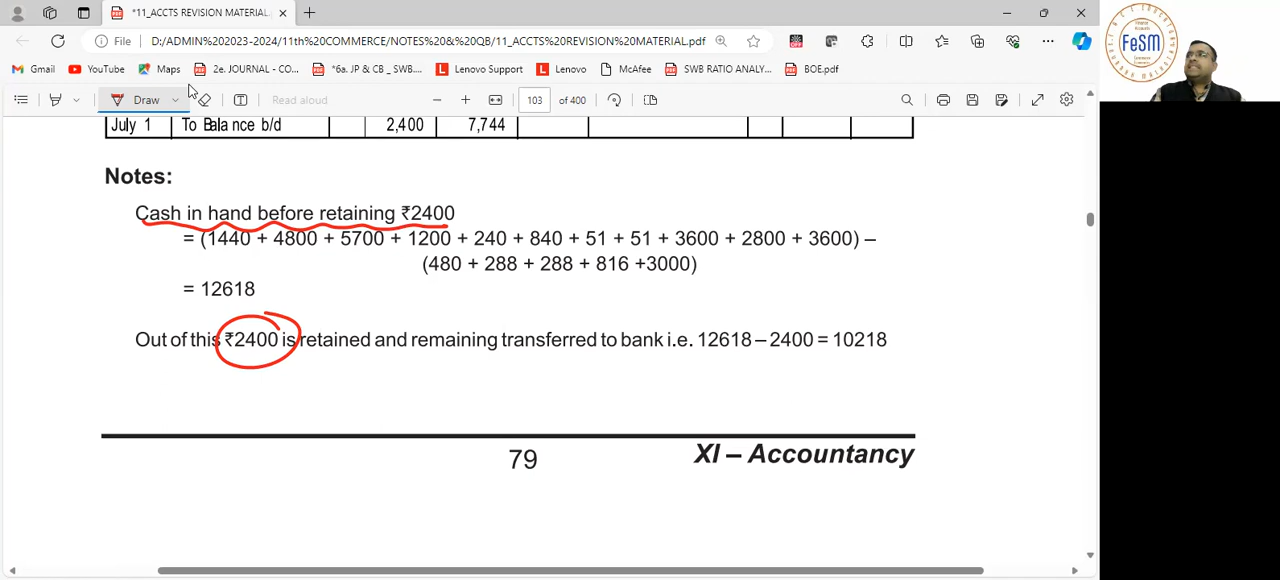 *11_ACCTS REVISION MATERIAL.pdf
File D:/ADMIN%202023-2024/11th%20COMMERCE/NOTES%20&%20QB/11_ACCTS%20REVISION%20MATERIAL.pdf
Gmail YouTube Maps 2e. JOURNAL - CO... *6a. JP & CB _ SWB.... Lenovo Support Lenovo McAfee SWB RATIO ANALY... BOE.pdf
Draw Read aloud 103 of 400
July 1 To Balance b/d 2,400 7,744
Notes:
Cash in hand before retaining ₹2400
= (1440 + 4800 + 5700 + 1200 + 240 + 840 + 51 + 51 + 3600 + 2800 + 3600) –
(480 + 288 + 288 + 816 +3000)
= 12618
Out of this ₹2400 is retained and remaining transferred to bank i.e. 12618 – 2400 = 10218
79 XI – Accountancy
FeSM